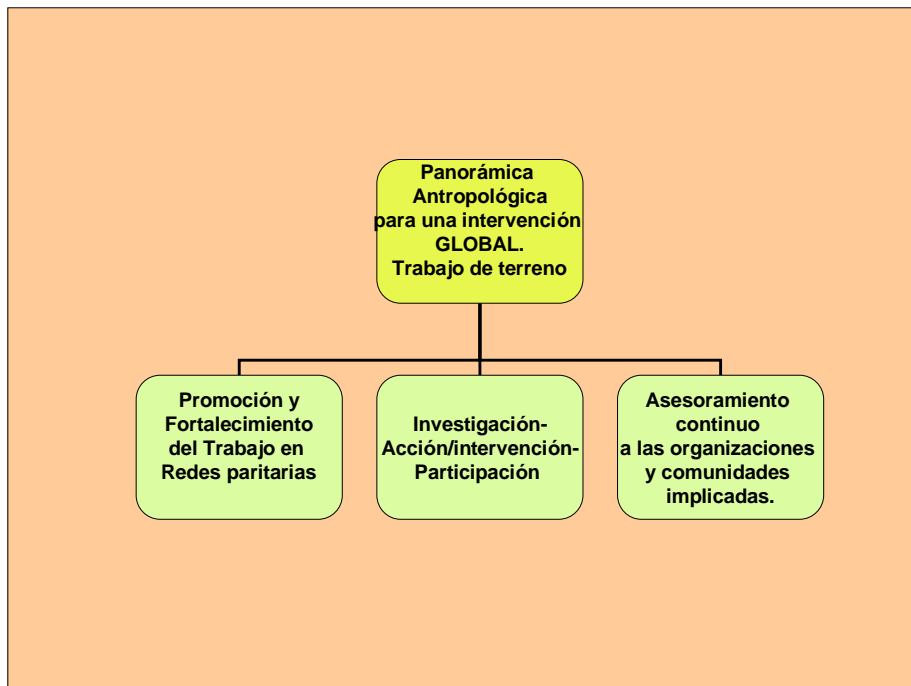 Panorámica
Antropológica
para una intervención
GLOBAL.
Trabajo de terreno
Promoción y
Fortalecimiento
del Trabajo en
Redes paritarias
Investigación-
Acción/intervención-
Participación
Asesoramiento
continuo
a las organizaciones
y comunidades
implicadas.